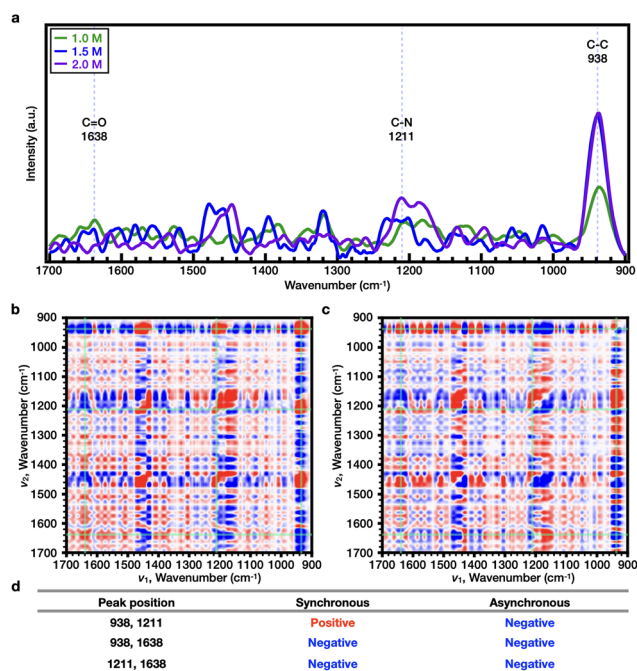 a
1.0 M
1.5 M
2.0 M
C=O
1638
C-N
1211
C-C
938
Intensity (a.u.)
1700 1600 1500 1400 1300 1200 1100 1000 900
Wavenumber (cm⁻¹)
b
900
1000
1100
1200
1300
1400
1500
1600
1700
ν₂, Wavenumber (cm⁻¹)
1700 1600 1500 1400 1300 1200 1100 1000 900
ν₁, Wavenumber (cm⁻¹)
c
900
1000
1100
1200
1300
1400
1500
1600
1700
ν₂, Wavenumber (cm⁻¹)
1700 1600 1500 1400 1300 1200 1100 1000 900
ν₁, Wavenumber (cm⁻¹)
d
Peak position Synchronous Asynchronous
938, 1211 Positive Negative
938, 1638 Negative Negative
1211, 1638 Negative Negative